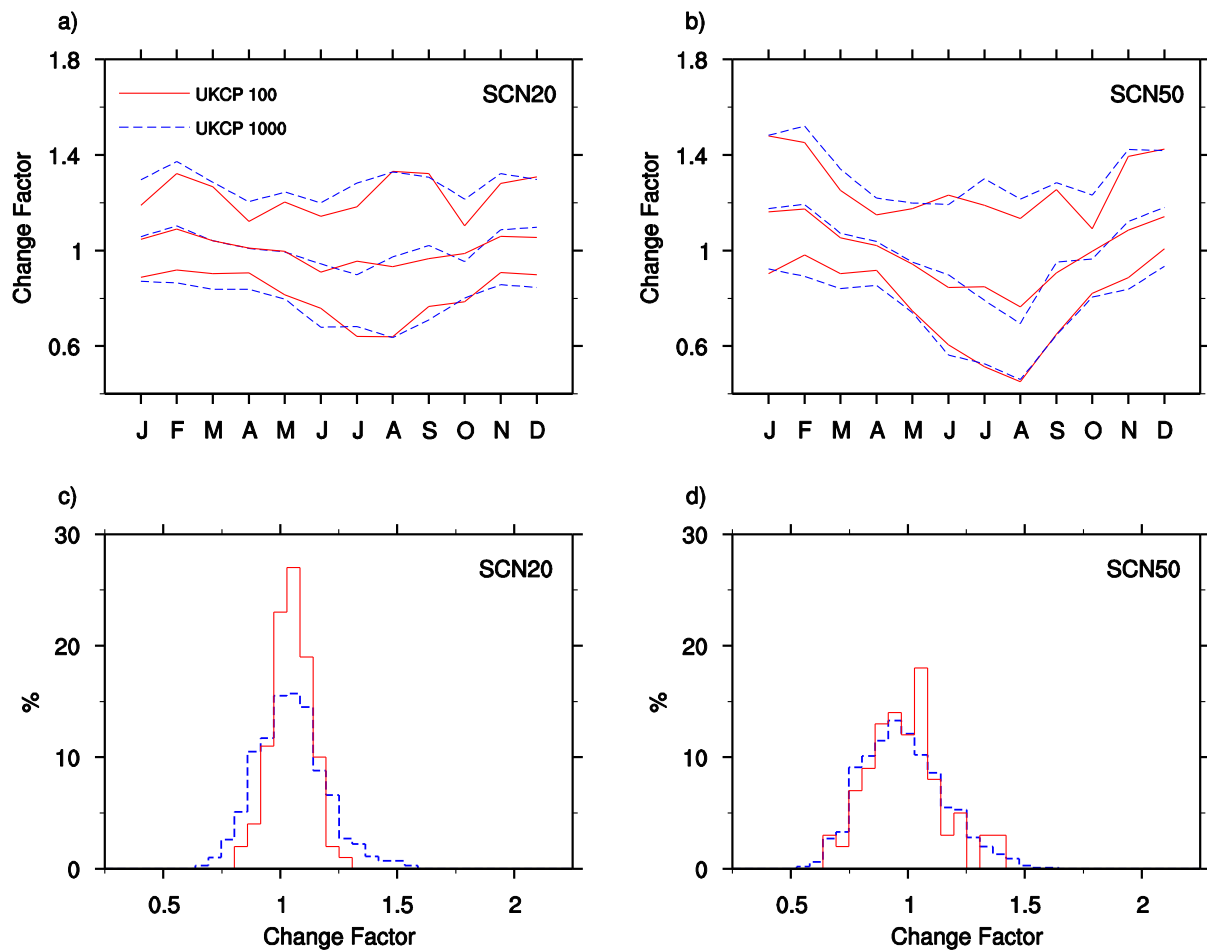 a)
1.8
1.4
1
0.6
Change Factor
UKCP 100
UKCP 1000
SCN20
J F M A M J J A S O N D
b)
1.8
1.4
1
0.6
Change Factor
SCN50
J F M A M J J A S O N D
c)
30
20
10
0
%
SCN20
0.5 1 1.5 2
Change Factor
d)
30
20
10
0
%
SCN50
0.5 1 1.5 2
Change Factor